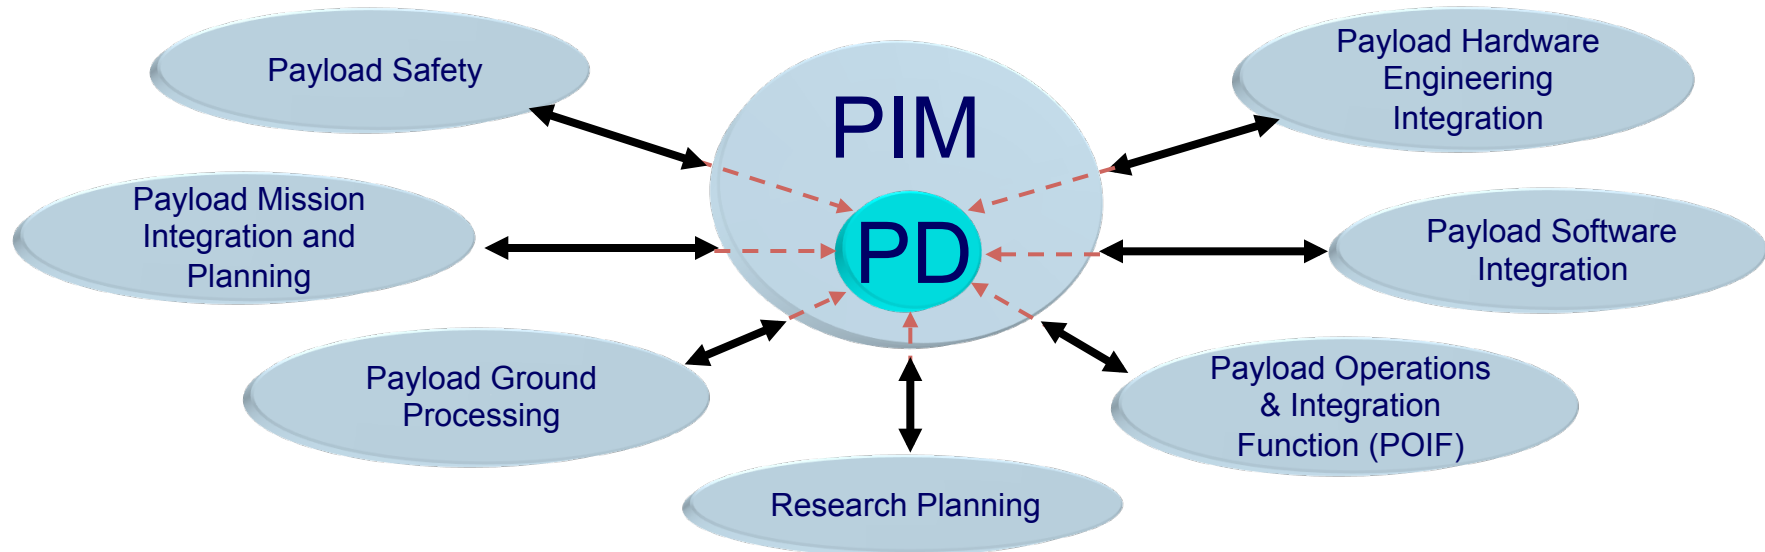 Payload Safety
PIM
Payload Hardware
Engineering
Integration
Payload Mission
Integration and
Planning
PD
Payload Software
Integration
Payload Ground
Processing
Payload Operations
& Integration
Function (POIF)
Research Planning